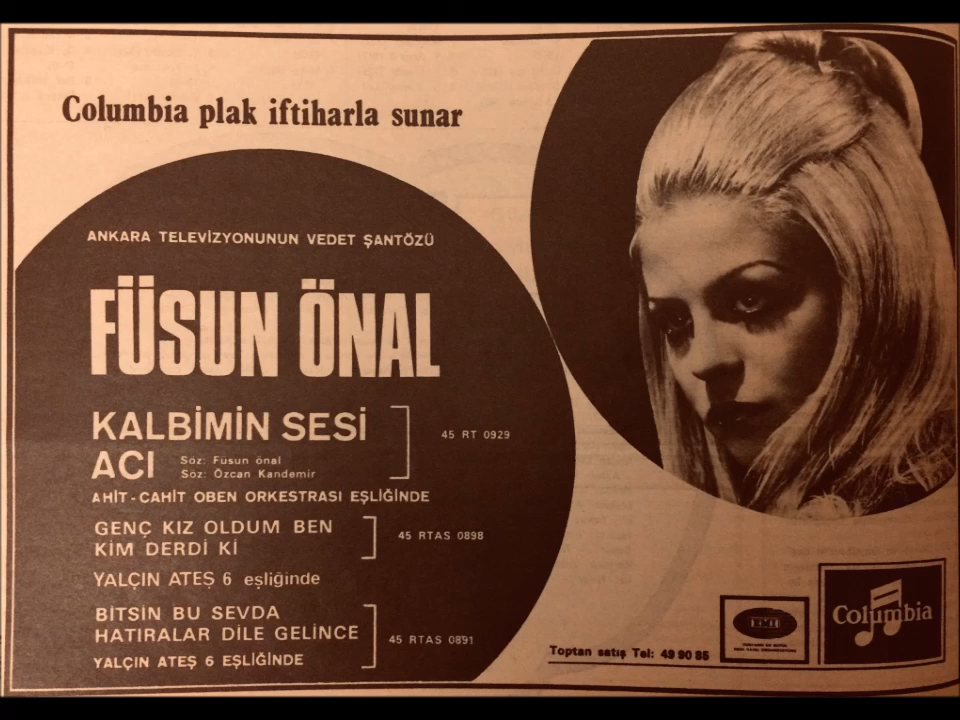 Columbia plak iftiharla sunar
ANKARA TELEVİZYONUNUN VEDET ŞANTÖZÜ
FÜSUN ÖNAL
KALBİMİN SESİ
45 RT 0929
ACI
Söz: Füsun önal
Söz: Özcan Kandemir
AHİT - CAHİT OBEN ORKESTRASI EŞLİĞİNDE
GENÇ KIZ OLDUM BEN
KİM DERDİ Kİ
45 RTAS 0898
YALÇIN ATEŞ 6 eşliğinde
BİTSİN BU SEVDA
HATIRALAR DİLE GELİNCE
45 RTAS 0891
YALÇIN ATEŞ 6 EŞLİĞİNDE
Toptan satış Tel: 49 90 85
EMI
Columbia